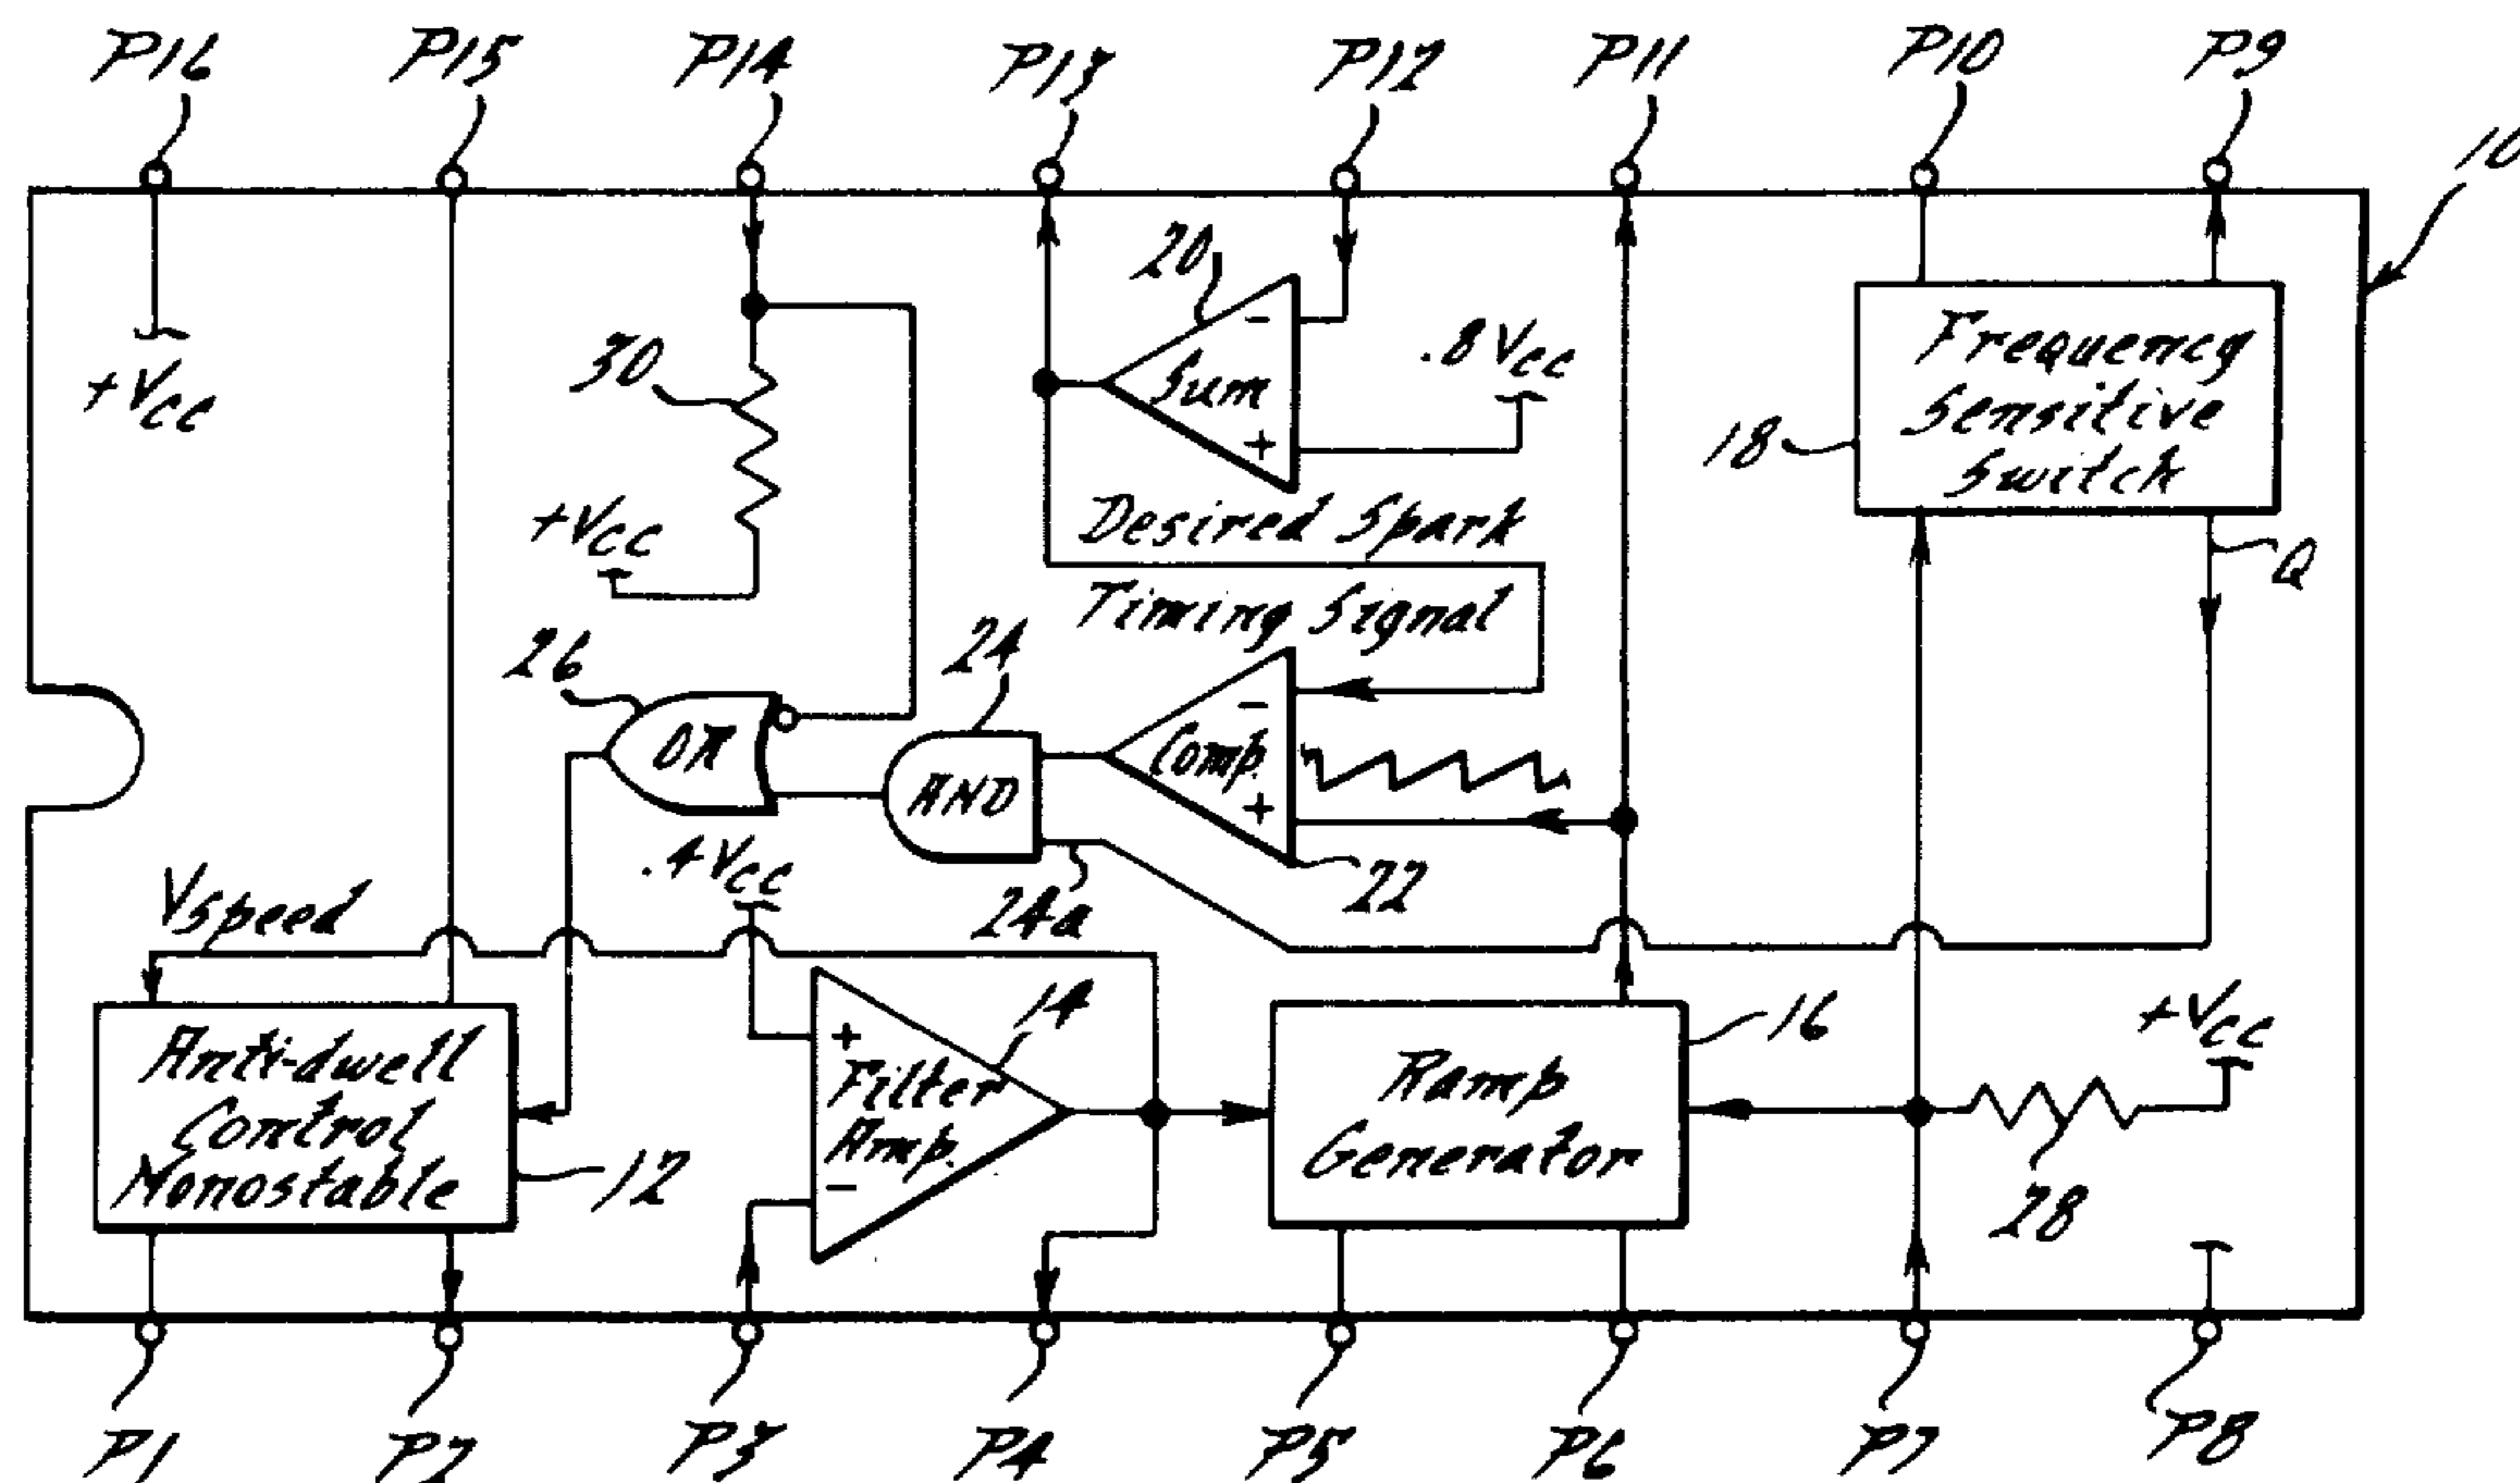 P16 P15 P14 P13 P12 P11 P10 P9
10
+Vcc
30
+Vcc
20
Sum
-
+
.8 Vcc
Desired Spark
Timing Signal
18
Frequency
Sensitive
Switch
Q
26
OR
24
AND
24a
Comp.
-
+
22
.4Vcc
Vspeed
Anti-dwell
Control
Monostable
12
+
Filter
Amp.
-
14
Ramp
Generator
16
+Vcc
28
P1 P2 P3 P4 P5 P6 P7 P8